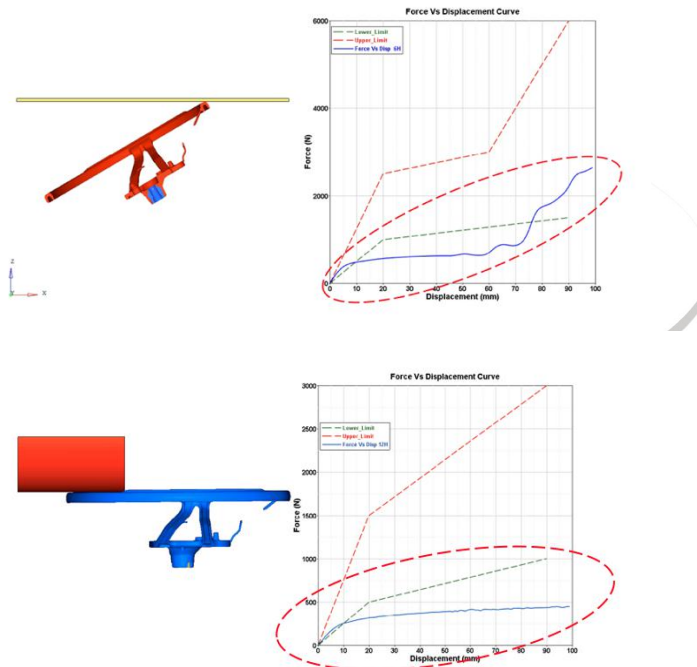 Force Vs Displacement Curve
Lower_Limit
Upper_Limit
Force Vs Disp 6H
Force (N)
6000
4000
2000
0
0 10 20 30 40 50 60 70 80 90 100
Displacement (mm)
Z
Y X
Force Vs Displacement Curve
Lower_Limit
Upper_Limit
Force Vs Disp 12H
Force (N)
3000
2500
2000
1500
1000
500
0
0 10 20 30 40 50 60 70 80 90 100
Displacement (mm)